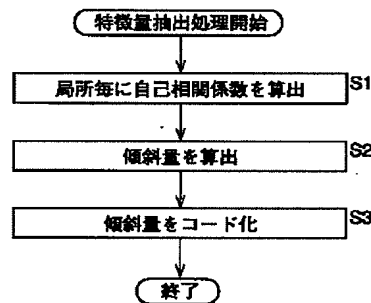 特徴量抽出処理開始
局所毎に自己相関係数を算出
S1
傾斜量を算出
S2
傾斜量をコード化
S3
終了